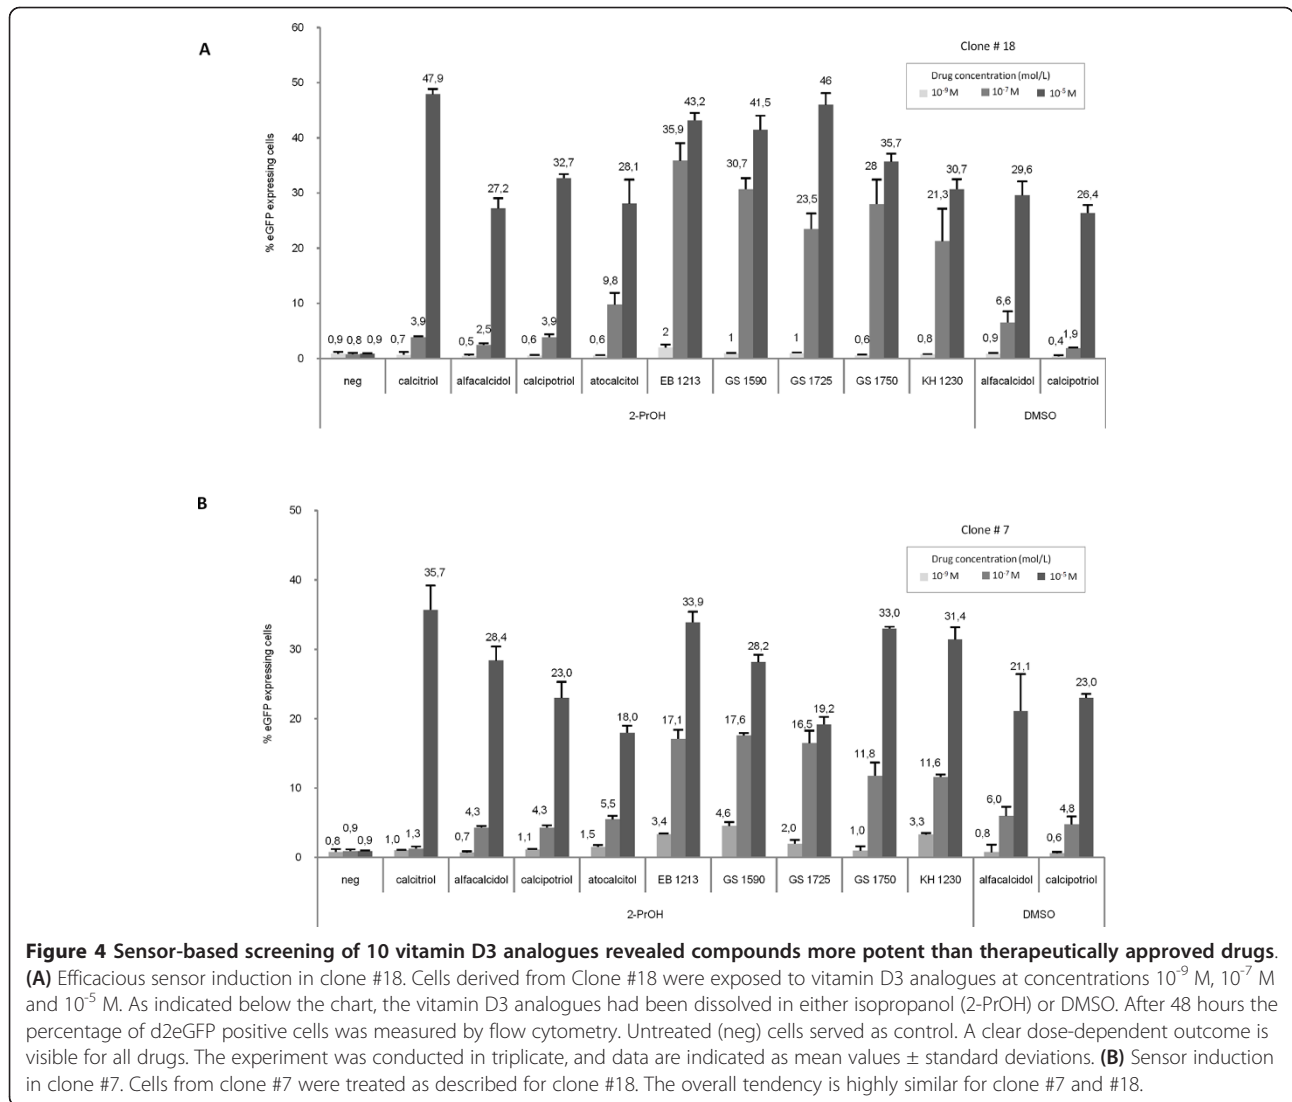 A
Clone # 18
Drug concentration (mol/L)
10⁻⁹ M 10⁻⁷ M 10⁻⁵ M
% eGFP expressing cells
60
50
40
30
20
10
0
0,9 0,8 0,9
0,7 3,9 47,9
0,5 2,5 27,2
0,6 3,9 32,7
0,6 9,8 28,1
2 35,9 43,2
1 30,7 41,5
1 23,5 46
0,6 28 35,7
0,8 21,3 30,7
0,9 6,6 29,6
0,4 1,9 26,4
neg calcitriol alfacalcidol calcipotriol atocalcitol EB 1213 GS 1590 GS 1725 GS 1750 KH 1230 alfacalcidol calcipotriol
2-PrOH DMSO
B
Clone # 7
Drug concentration (mol/L)
10⁻⁹ M 10⁻⁷ M 10⁻⁵ M
% eGFP expressing cells
50
40
30
20
10
0
0,8 0,9 0,9
1,0 1,3 35,7
0,7 4,3 28,4
1,1 4,3 23,0
1,5 5,5 18,0
3,4 17,1 33,9
4,6 17,6 28,2
2,0 16,5 19,2
1,0 11,8 33,0
3,3 11,6 31,4
0,8 6,0 21,1
0,6 4,8 23,0
neg calcitriol alfacalcidol calcipotriol atocalcitol EB 1213 GS 1590 GS 1725 GS 1750 KH 1230 alfacalcidol calcipotriol
2-PrOH DMSO
Figure 4 Sensor-based screening of 10 vitamin D3 analogues revealed compounds more potent than therapeutically approved drugs.
(A) Efficacious sensor induction in clone #18. Cells derived from Clone #18 were exposed to vitamin D3 analogues at concentrations 10⁻⁹ M, 10⁻⁷ M
and 10⁻⁵ M. As indicated below the chart, the vitamin D3 analogues had been dissolved in either isopropanol (2-PrOH) or DMSO. After 48 hours the
percentage of d2eGFP positive cells was measured by flow cytometry. Untreated (neg) cells served as control. A clear dose-dependent outcome is
visible for all drugs. The experiment was conducted in triplicate, and data are indicated as mean values ± standard deviations. (B) Sensor induction
in clone #7. Cells from clone #7 were treated as described for clone #18. The overall tendency is highly similar for clone #7 and #18.